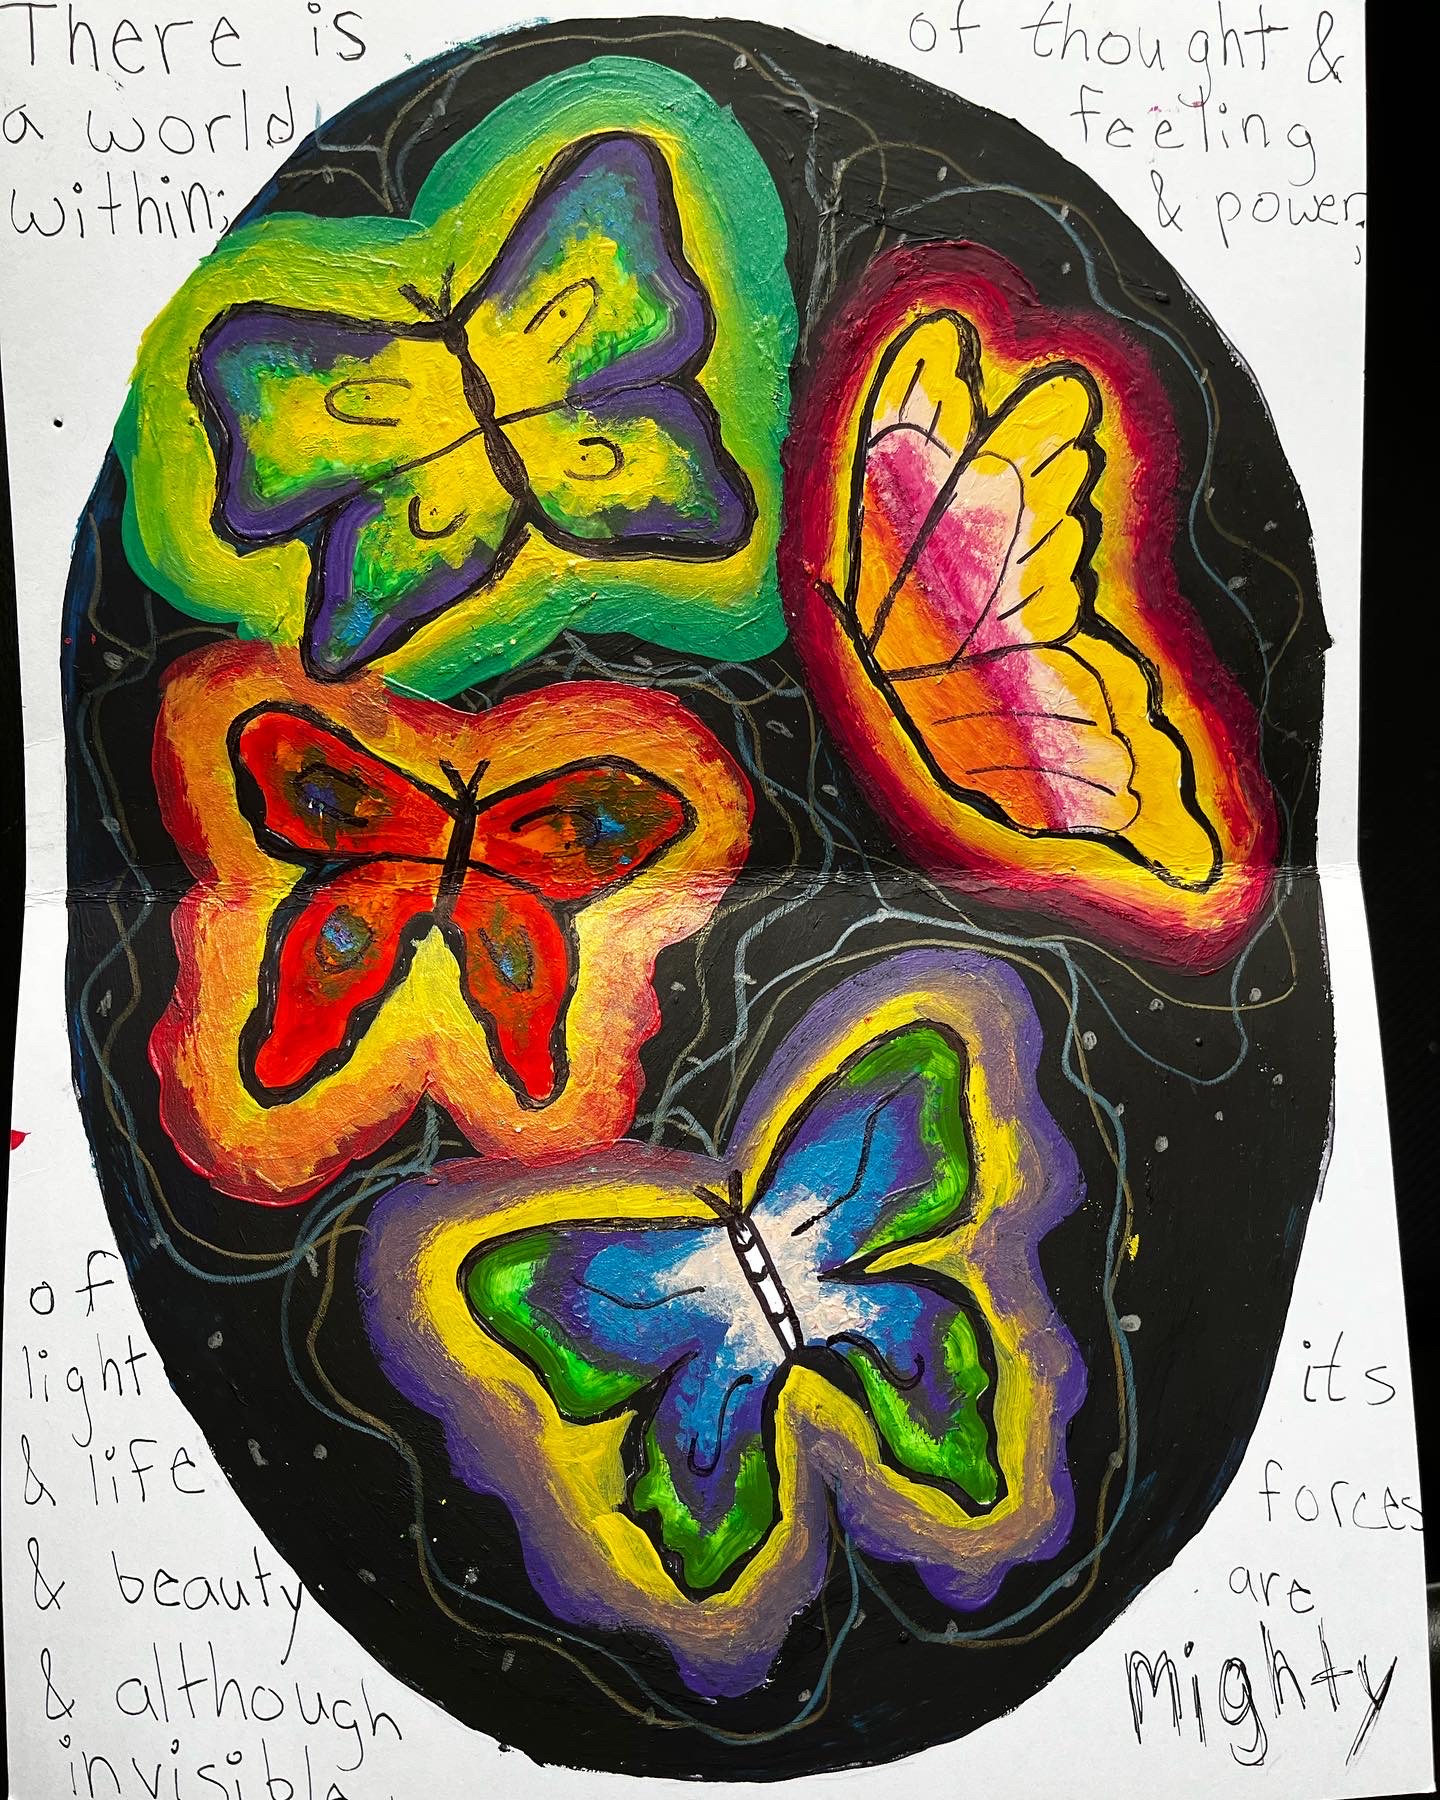 There is
a world
within;
of thought &
feeling
& power;
of
light
& life
& beauty
& although
invisible,
its
forces
are
Mighty